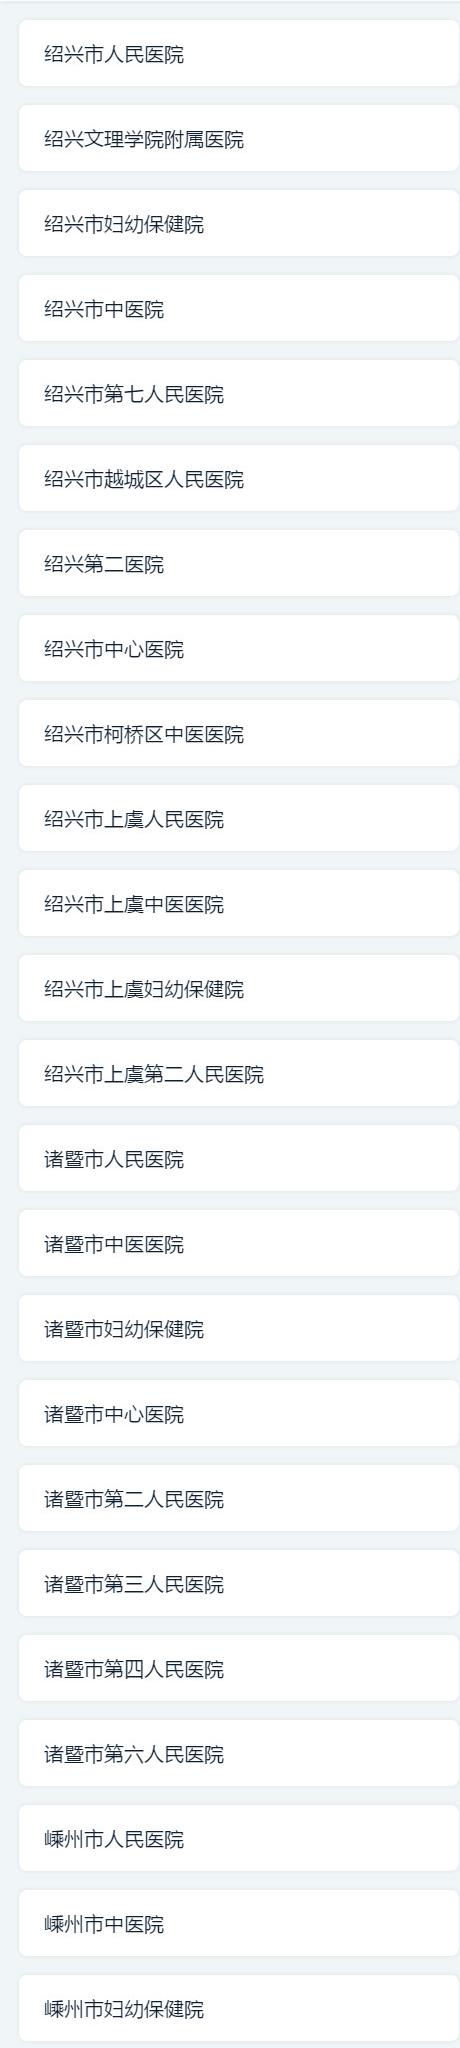 绍兴市人民医院
绍兴文理学院附属医院
绍兴市妇幼保健院
绍兴市中医院
绍兴市第七人民医院
绍兴市越城区人民医院
绍兴第二医院
绍兴市中心医院
绍兴市柯桥区中医医院
绍兴市上虞人民医院
绍兴市上虞中医医院
绍兴市上虞妇幼保健院
绍兴市上虞第二人民医院
诸暨市人民医院
诸暨市中医医院
诸暨市妇幼保健院
诸暨市中心医院
诸暨市第二人民医院
诸暨市第三人民医院
诸暨市第四人民医院
诸暨市第六人民医院
嵊州市人民医院
嵊州市中医院
嵊州市妇幼保健院